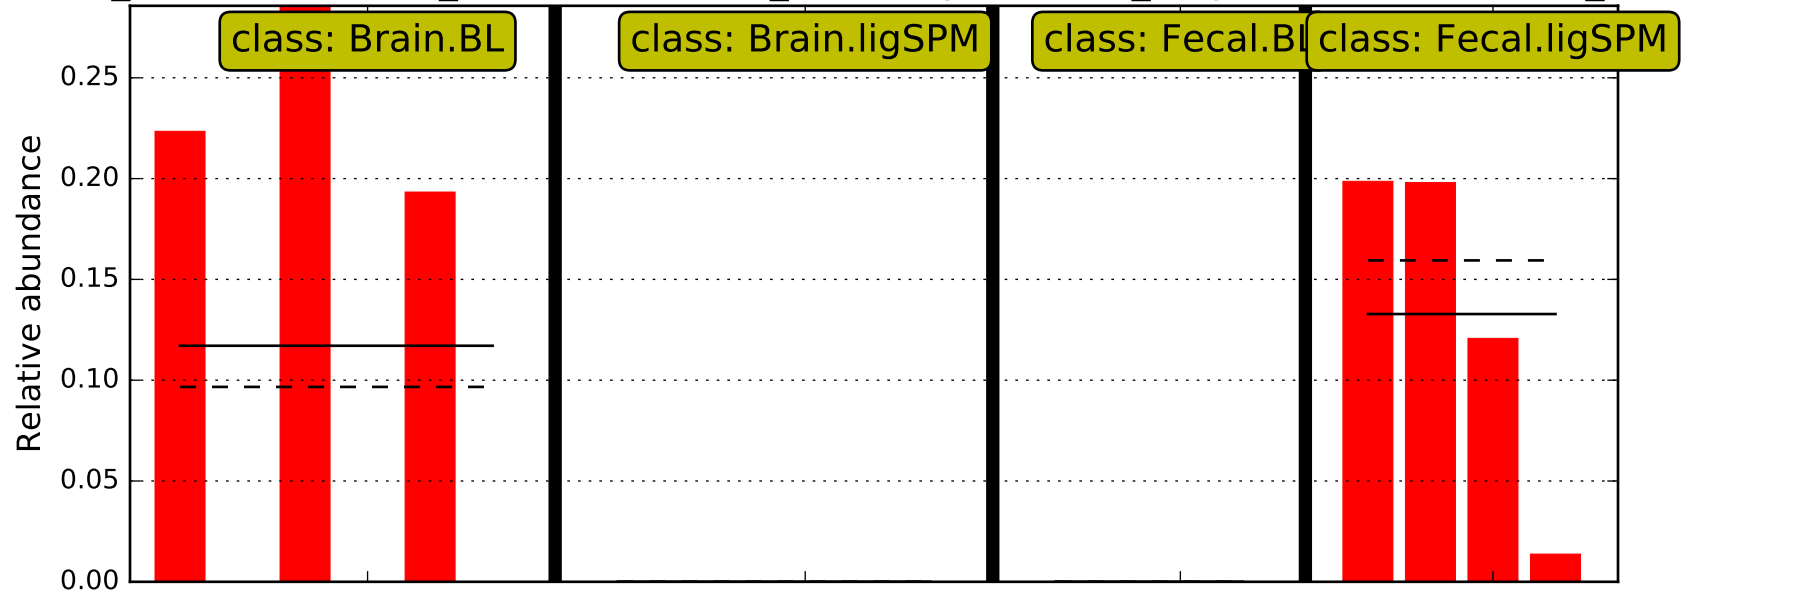 class: Brain.BL
class: Brain.ligSPM
class: Fecal.BL
class: Fecal.ligSPM
Relative abundance
0.25
0.20
0.15
0.10
0.05
0.00